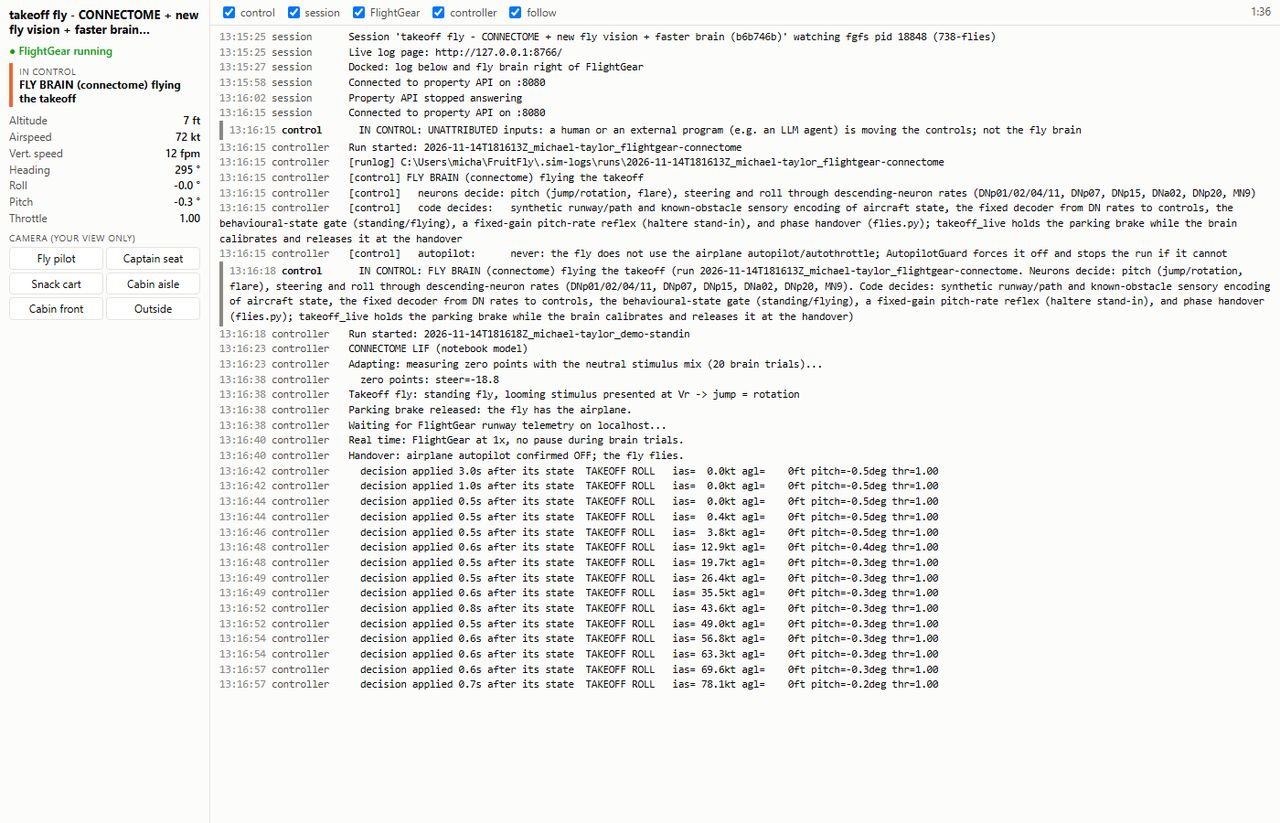 takeoff fly - CONNECTOME + new
fly vision + faster brain...
● FlightGear running
IN CONTROL
FLY BRAIN (connectome) flying
the takeoff
Altitude 7 ft
Airspeed 72 kt
Vert. speed 12 fpm
Heading 295 °
Roll -0.0 °
Pitch -0.3 °
Throttle 1.00
CAMERA (YOUR VIEW ONLY)
Fly pilot Captain seat
Snack cart Cabin aisle
Cabin front Outside
control session FlightGear controller follow 1:36
13:15:25 session Session 'takeoff fly - CONNECTOME + new fly vision + faster brain (b6b746b)' watching fgfs pid 18848 (738-flies)
13:15:25 session Live log page: http://127.0.0.1:8766/
13:15:27 session Docked: log below and fly brain right of FlightGear
13:15:58 session Connected to property API on :8080
13:16:02 session Property API stopped answering
13:16:15 session Connected to property API on :8080
13:16:15 control IN CONTROL: UNATTRIBUTED inputs: a human or an external program (e.g. an LLM agent) is moving the controls; not the fly brain
13:16:15 controller Run started: 2026-11-14T181613Z_michael-taylor_flightgear-connectome
13:16:15 controller [runlog] C:\Users\micha\FruitFly\.sim-logs\runs\2026-11-14T181613Z_michael-taylor_flightgear-connectome
13:16:15 controller [control] FLY BRAIN (connectome) flying the takeoff
13:16:15 controller [control] neurons decide: pitch (jump/rotation, flare), steering and roll through descending-neuron rates (DNp01/02/04/11, DNp07, DNp15, DNa02, DNp20, MN9)
13:16:15 controller [control] code decides: synthetic runway/path and known-obstacle sensory encoding of aircraft state, the fixed decoder from DN rates to controls, the
behavioural-state gate (standing/flying), a fixed-gain pitch-rate reflex (haltere stand-in), and phase handover (flies.py); takeoff_live holds the parking brake while the brain
calibrates and releases it at the handover
13:16:15 controller [control] autopilot: never: the fly does not use the airplane autopilot/autothrottle; AutopilotGuard forces it off and stops the run if it cannot
13:16:18 control IN CONTROL: FLY BRAIN (connectome) flying the takeoff (run 2026-11-14T181613Z_michael-taylor_flightgear-connectome. Neurons decide: pitch (jump/rotation,
flare), steering and roll through descending-neuron rates (DNp01/02/04/11, DNp07, DNp15, DNa02, DNp20, MN9). Code decides: synthetic runway/path and known-obstacle sensory encoding
of aircraft state, the fixed decoder from DN rates to controls, the behavioural-state gate (standing/flying), a fixed-gain pitch-rate reflex (haltere stand-in), and phase handover
(flies.py); takeoff_live holds the parking brake while the brain calibrates and releases it at the handover)
13:16:18 controller Run started: 2026-11-14T181618Z_michael-taylor_demo-standin
13:16:23 controller CONNECTOME LIF (notebook model)
13:16:23 controller Adapting: measuring zero points with the neutral stimulus mix (20 brain trials)...
13:16:38 controller zero points: steer=-18.8
13:16:38 controller Takeoff fly: standing fly, looming stimulus presented at Vr -> jump = rotation
13:16:38 controller Parking brake released: the fly has the airplane.
13:16:38 controller Waiting for FlightGear runway telemetry on localhost...
13:16:40 controller Real time: FlightGear at 1x, no pause during brain trials.
13:16:40 controller Handover: airplane autopilot confirmed OFF; the fly flies.
13:16:42 controller decision applied 3.0s after its state TAKEOFF ROLL ias= 0.0kt agl= 0ft pitch=-0.5deg thr=1.00
13:16:42 controller decision applied 1.0s after its state TAKEOFF ROLL ias= 0.0kt agl= 0ft pitch=-0.5deg thr=1.00
13:16:44 controller decision applied 0.5s after its state TAKEOFF ROLL ias= 0.0kt agl= 0ft pitch=-0.5deg thr=1.00
13:16:44 controller decision applied 0.5s after its state TAKEOFF ROLL ias= 0.4kt agl= 0ft pitch=-0.5deg thr=1.00
13:16:46 controller decision applied 0.5s after its state TAKEOFF ROLL ias= 3.8kt agl= 0ft pitch=-0.5deg thr=1.00
13:16:48 controller decision applied 0.6s after its state TAKEOFF ROLL ias= 12.9kt agl= 0ft pitch=-0.4deg thr=1.00
13:16:48 controller decision applied 0.5s after its state TAKEOFF ROLL ias= 19.7kt agl= 0ft pitch=-0.3deg thr=1.00
13:16:49 controller decision applied 0.5s after its state TAKEOFF ROLL ias= 26.4kt agl= 0ft pitch=-0.3deg thr=1.00
13:16:49 controller decision applied 0.6s after its state TAKEOFF ROLL ias= 35.5kt agl= 0ft pitch=-0.3deg thr=1.00
13:16:52 controller decision applied 0.8s after its state TAKEOFF ROLL ias= 43.6kt agl= 0ft pitch=-0.3deg thr=1.00
13:16:52 controller decision applied 0.5s after its state TAKEOFF ROLL ias= 49.0kt agl= 0ft pitch=-0.3deg thr=1.00
13:16:54 controller decision applied 0.6s after its state TAKEOFF ROLL ias= 56.8kt agl= 0ft pitch=-0.3deg thr=1.00
13:16:54 controller decision applied 0.6s after its state TAKEOFF ROLL ias= 63.3kt agl= 0ft pitch=-0.3deg thr=1.00
13:16:57 controller decision applied 0.6s after its state TAKEOFF ROLL ias= 69.6kt agl= 0ft pitch=-0.3deg thr=1.00
13:16:57 controller decision applied 0.7s after its state TAKEOFF ROLL ias= 78.1kt agl= 0ft pitch=-0.2deg thr=1.00